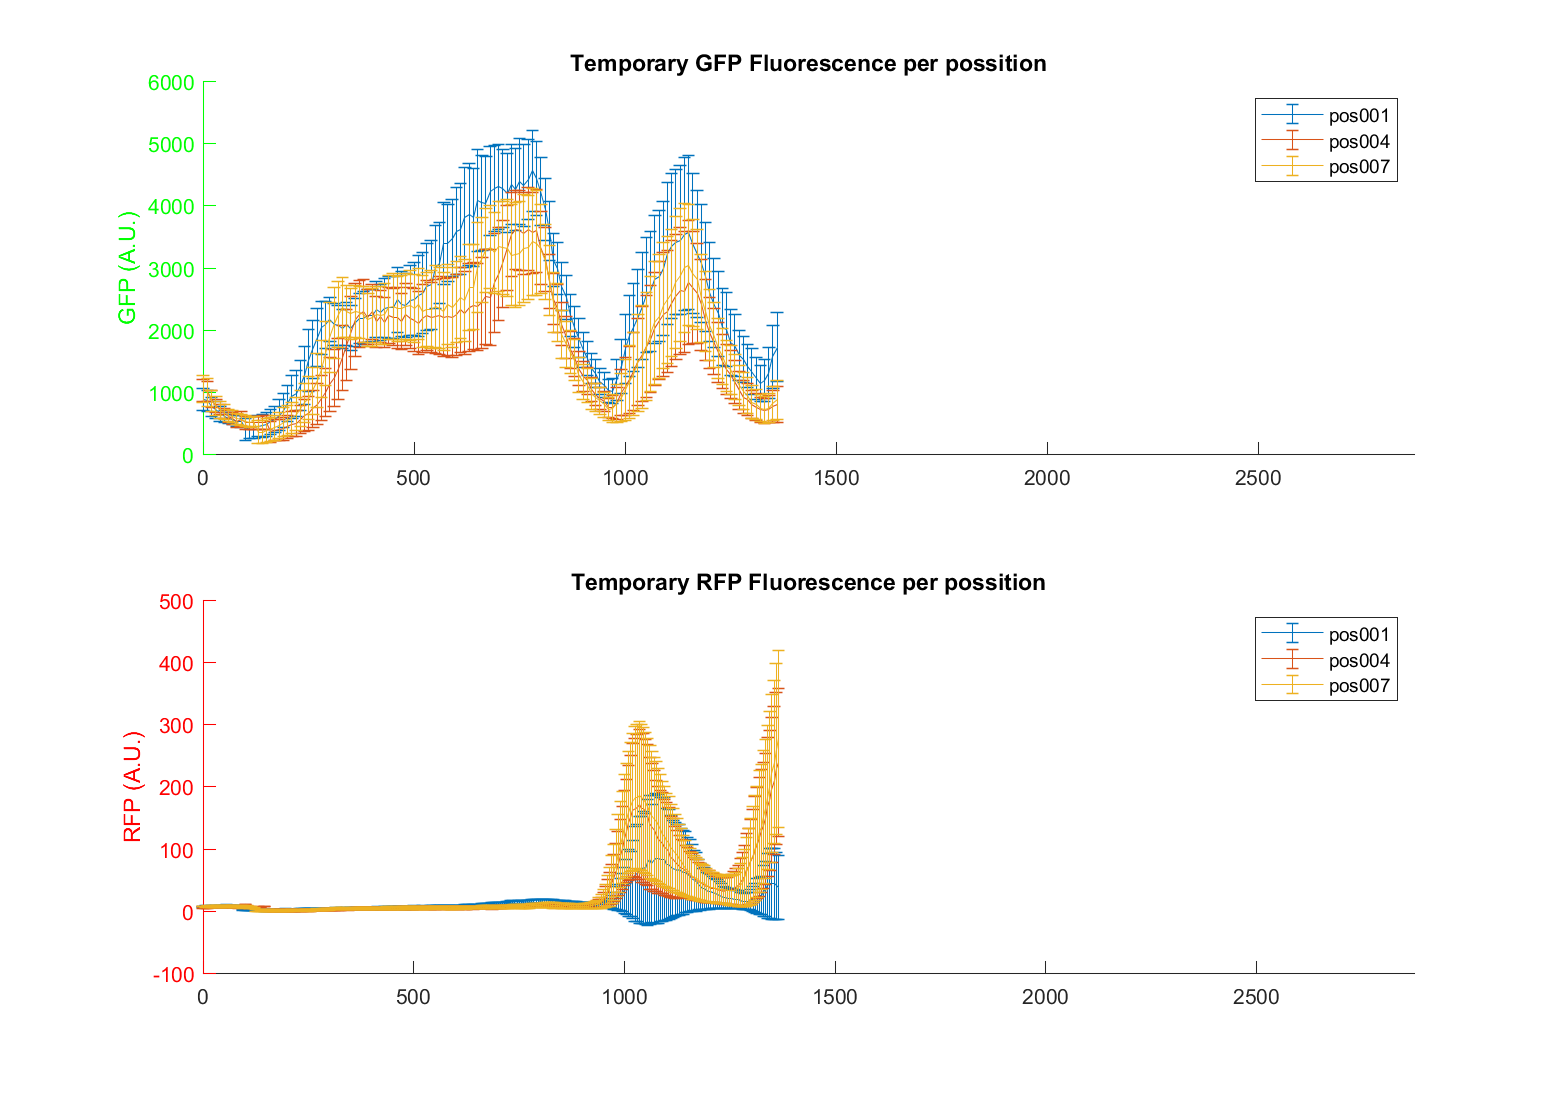 Temporary GFP Fluorescence per possition
6000
5000
4000
3000
2000
1000
0
GFP (A.U.)
0 500 1000 1500 2000 2500
pos001
pos004
pos007
Temporary RFP Fluorescence per possition
500
400
300
200
100
0
-100
RFP (A.U.)
0 500 1000 1500 2000 2500
pos001
pos004
pos007